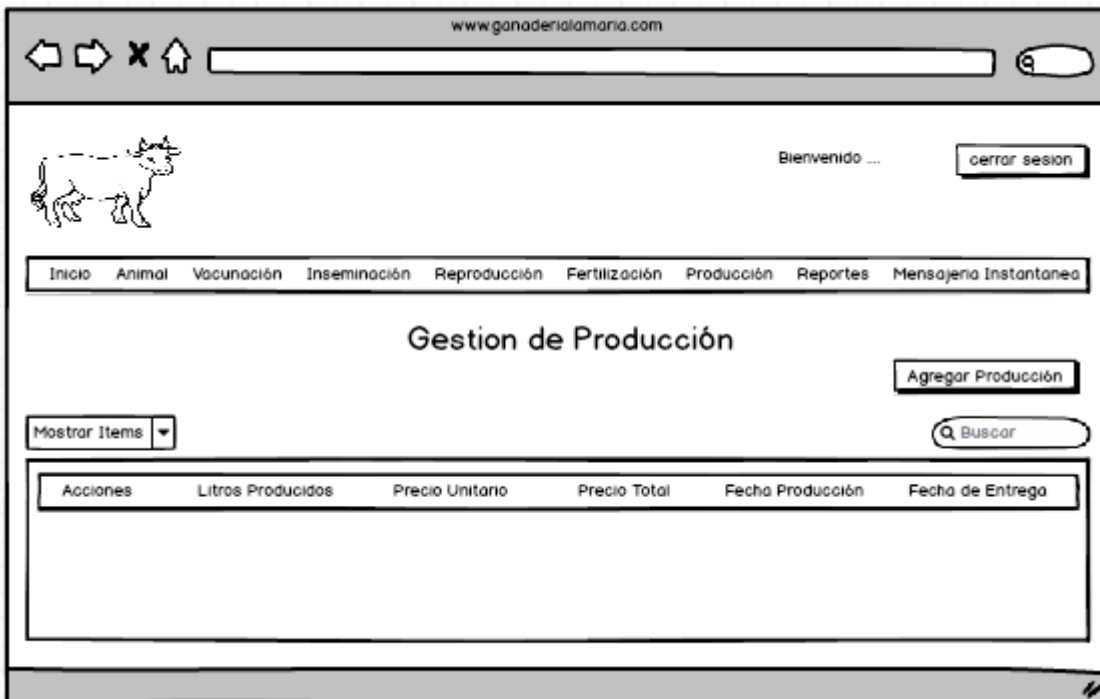 www.ganaderialamaria.com
Bienvenido ...
cerrar sesion
Inicio Animal Vacunación Inseminación Reproducción Fertilización Producción Reportes Mensajeria Instantanea
Gestion de Producción
Agregar Producción
Mostrar Items
Buscar
Acciones Litros Producidos Precio Unitario Precio Total Fecha Producción Fecha de Entrega